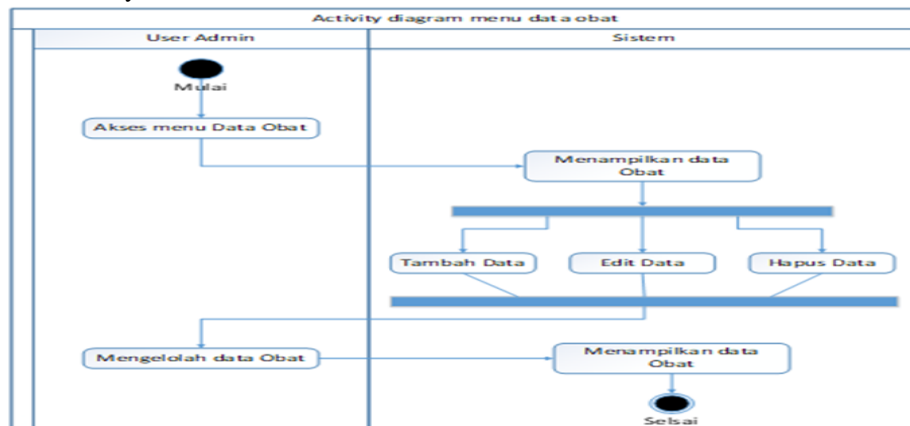 Activity diagram menu data obat
User Admin
Sistem
Mulai
Akses menu Data Obat
Menampilkan data
Obat
Tambah Data
Edit Data
Hapus Data
Mengelolah data Obat
Menampilkan data
Obat
Selsai